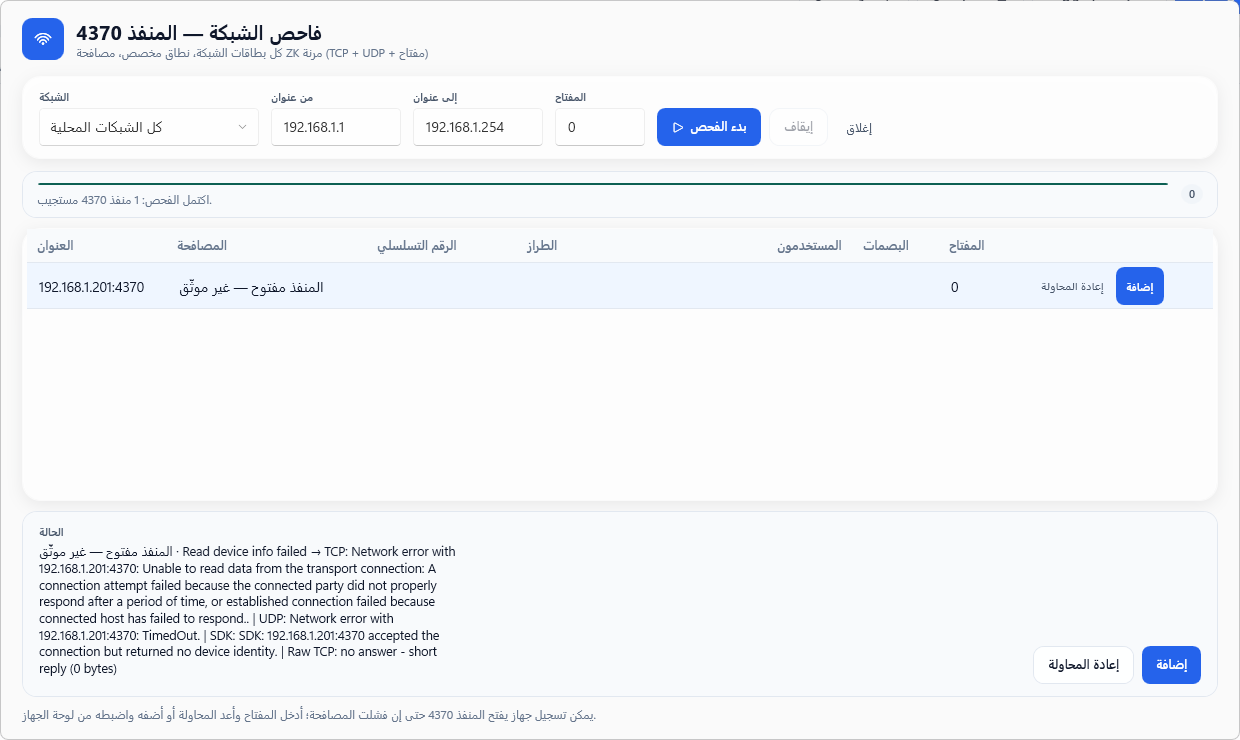 فاحص الشبكة — المنفذ 4370
كل بطاقات الشبكة، نطاق مخصص، مصافحة ZK مرنة (TCP + UDP + مفتاح)
الشبكة
من عنوان
إلى عنوان
المفتاح
كل الشبكات المحلية
192.168.1.1
192.168.1.254
0
بدء الفحص
إيقاف
إغلاق
اكتمل الفحص: 1 منفذ 4370 مستجيب.
0
العنوان
المصافحة
الرقم التسلسلي
الطراز
المستخدمون
البصمات
المفتاح
192.168.1.201:4370
المنفذ مفتوح — غير موثّق
0
إعادة المحاولة
إضافة
الحالة
المنفذ مفتوح — غير موثّق · Read device info failed → TCP: Network error with
192.168.1.201:4370: Unable to read data from the transport connection: A
connection attempt failed because the connected party did not properly
respond after a period of time, or established connection failed because
connected host has failed to respond.. | UDP: Network error with
192.168.1.201:4370: TimedOut. | SDK: SDK: 192.168.1.201:4370 accepted the
connection but returned no device identity. | Raw TCP: no answer - short
reply (0 bytes)
إعادة المحاولة
إضافة
يمكن تسجيل جهاز يفتح المنفذ 4370 حتى إن فشلت المصافحة؛ أدخل المفتاح وأعد المحاولة أو أضفه واضبطه من لوحة الجهاز.